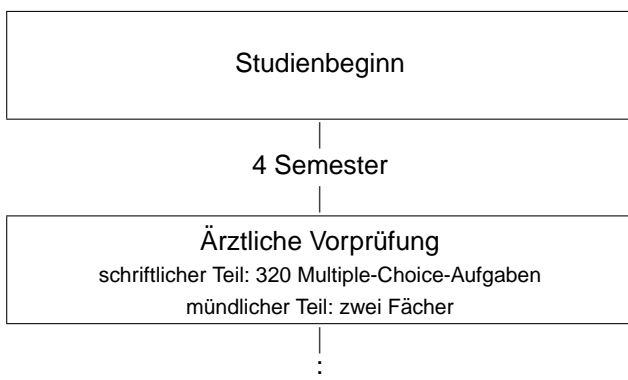 Studienbeginn
4 Semester
Ärztliche Vorprüfung
schriftlicher Teil: 320 Multiple-Choice-Aufgaben
mündlicher Teil: zwei Fächer